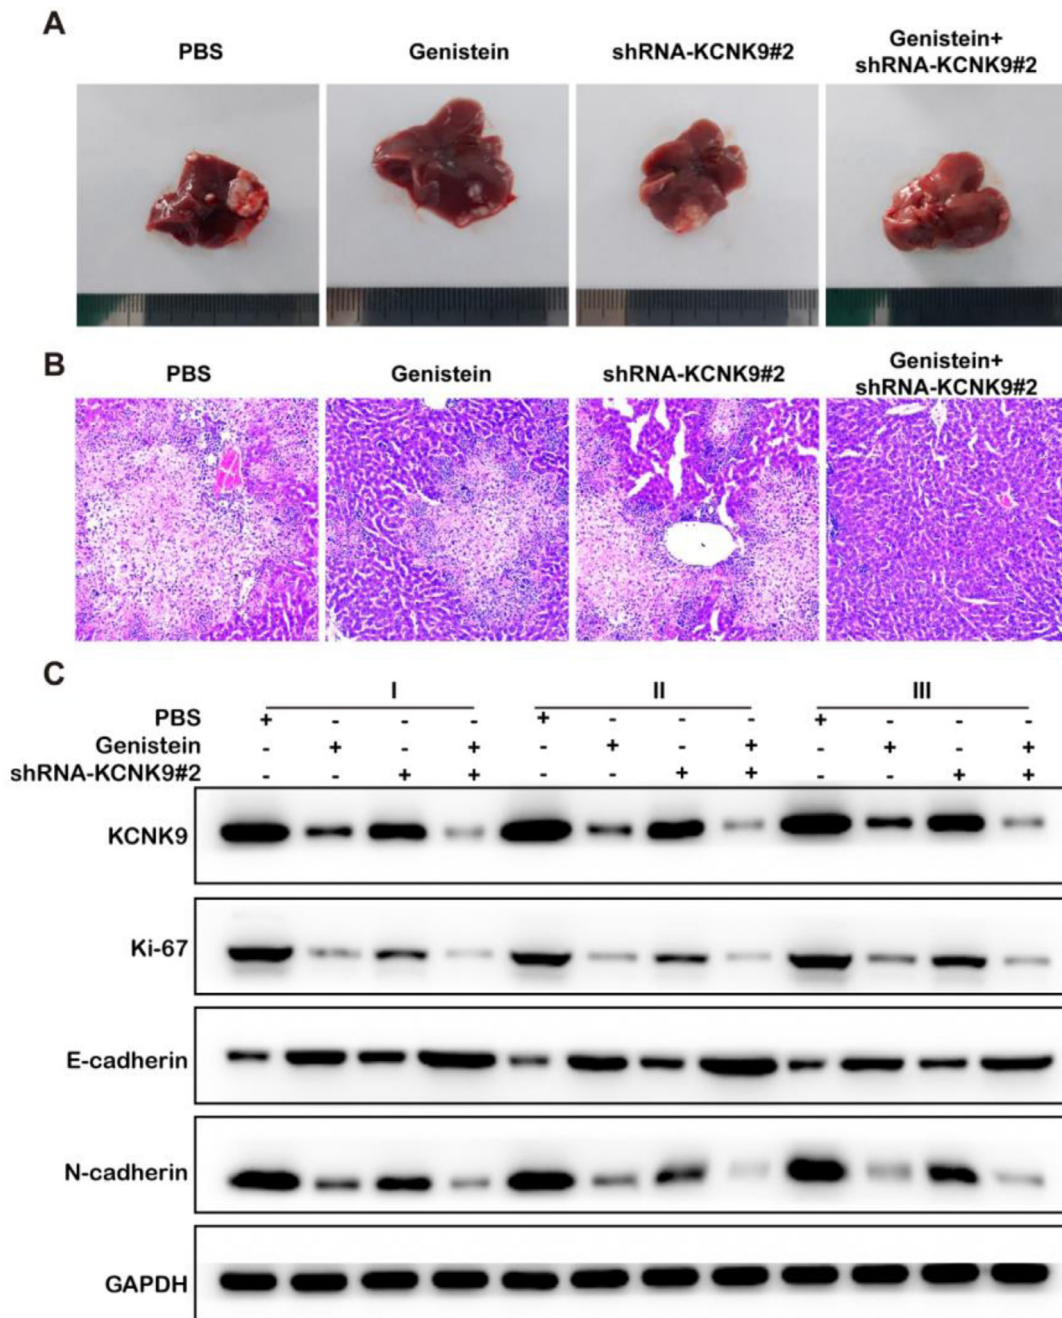 A
PBS
Genistein
shRNA-KCNK9#2
Genistein+
shRNA-KCNK9#2
B
PBS
Genistein
shRNA-KCNK9#2
Genistein+
shRNA-KCNK9#2
C
I II III
PBS + - - - + - - - + - - -
Genistein - + - + - + - + - + - +
shRNA-KCNK9#2 - - + + - - + + - - + +
KCNK9
Ki-67
E-cadherin
N-cadherin
GAPDH